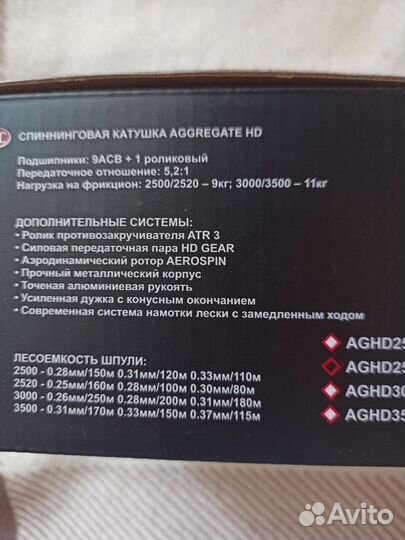 СПИННИНГОВАЯ КАТУШКА AGGREGATE HD
Подшипники: 9ACB + 1 роликовый
Передаточное отношение: 5,2:1
Нагрузка на фрикцион: 2500/2520 – 9кг; 3000/3500 – 11кг
ДОПОЛНИТЕЛЬНЫЕ СИСТЕМЫ:
• Ролик противозакручивателя ATR 3
• Силовая передаточная пара HD GEAR
• Аэродинамический ротор AEROSPIN
• Прочный металлический корпус
• Точеная алюминиевая рукоять
• Усиленная дужка с конусным окончанием
• Современная система намотки лески с замедленным ходом
ЛЕСОЕМКОСТЬ ШПУЛИ:
2500 - 0.28мм/150м 0.31мм/120м 0.33мм/110м
2520 - 0.25мм/160м 0.28мм/100м 0.30мм/80м
3000 - 0.26мм/250м 0.28мм/200м 0.31мм/180м
3500 - 0.31мм/170м 0.33мм/150м 0.37мм/115м
AGHD25
AGHD25
AGHD30
AGHD35
Avito